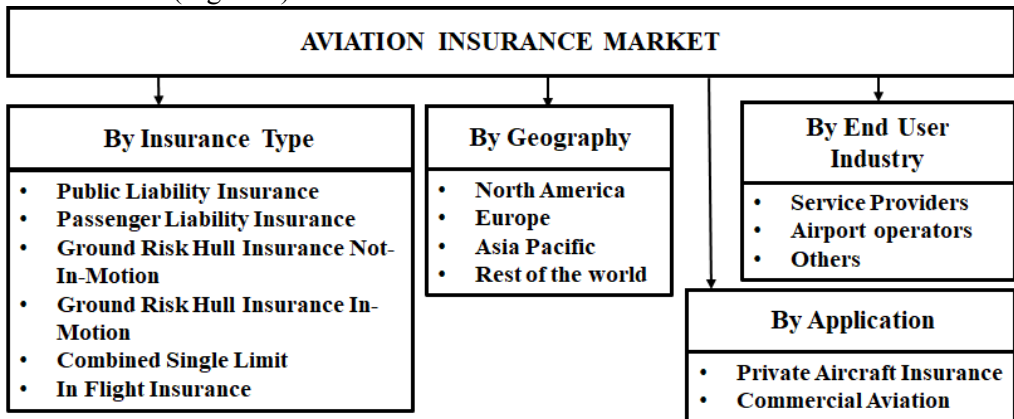 AVIATION INSURANCE MARKET
By Insurance Type
• Public Liability Insurance
• Passenger Liability Insurance
• Ground Risk Hull Insurance Not-
In-Motion
• Ground Risk Hull Insurance In-
Motion
• Combined Single Limit
• In Flight Insurance
By Geography
• North America
• Europe
• Asia Pacific
• Rest of the world
By End User
Industry
• Service Providers
• Airport operators
• Others
By Application
• Private Aircraft Insurance
• Commercial Aviation